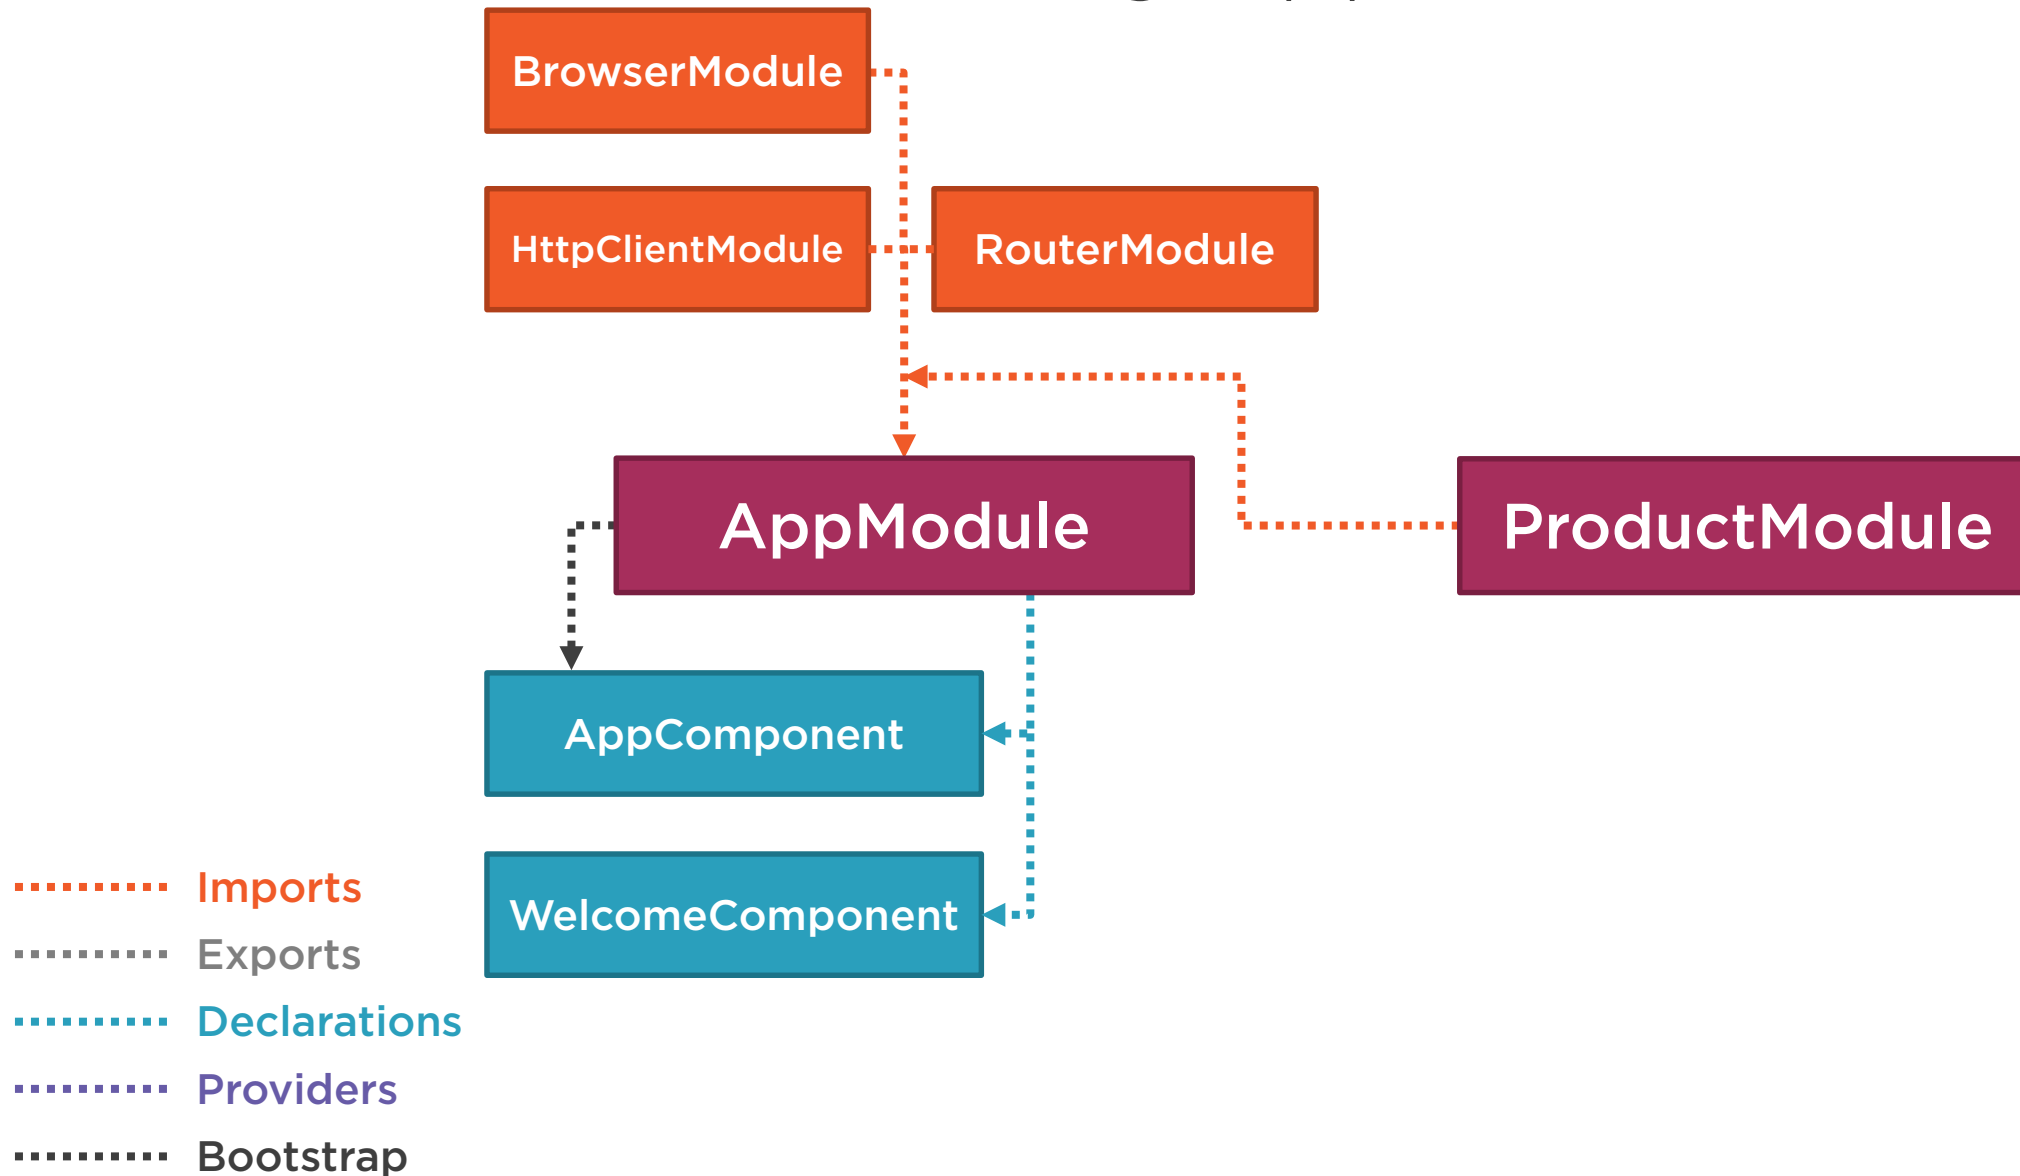 BrowserModule
HttpClientModule
RouterModule
AppModule
ProductModule
AppComponent
WelcomeComponent
Imports
Exports
Declarations
Providers
Bootstrap